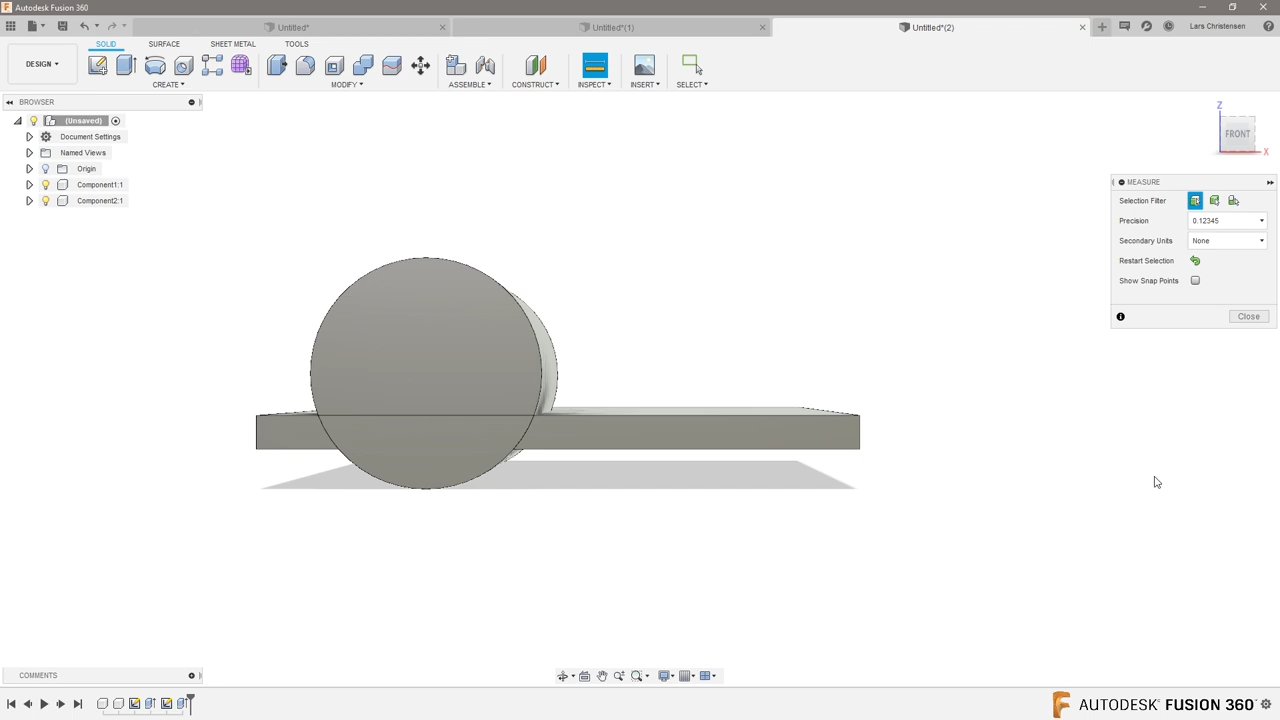 Autodesk Fusion 360
Untitled*
Untitled*(1)
Untitled*(2)
Lars Christensen
DESIGN
SOLID
SURFACE
SHEET METAL
TOOLS
CREATE
MODIFY
ASSEMBLE
CONSTRUCT
INSPECT
INSERT
SELECT
BROWSER
(Unsaved)
Document Settings
Named Views
Origin
Component1:1
Component2:1
Z
FRONT
X
MEASURE
Selection Filter
Precision 0.12345
Secondary Units None
Restart Selection
Show Snap Points
Close
COMMENTS
AUTODESK® FUSION 360™